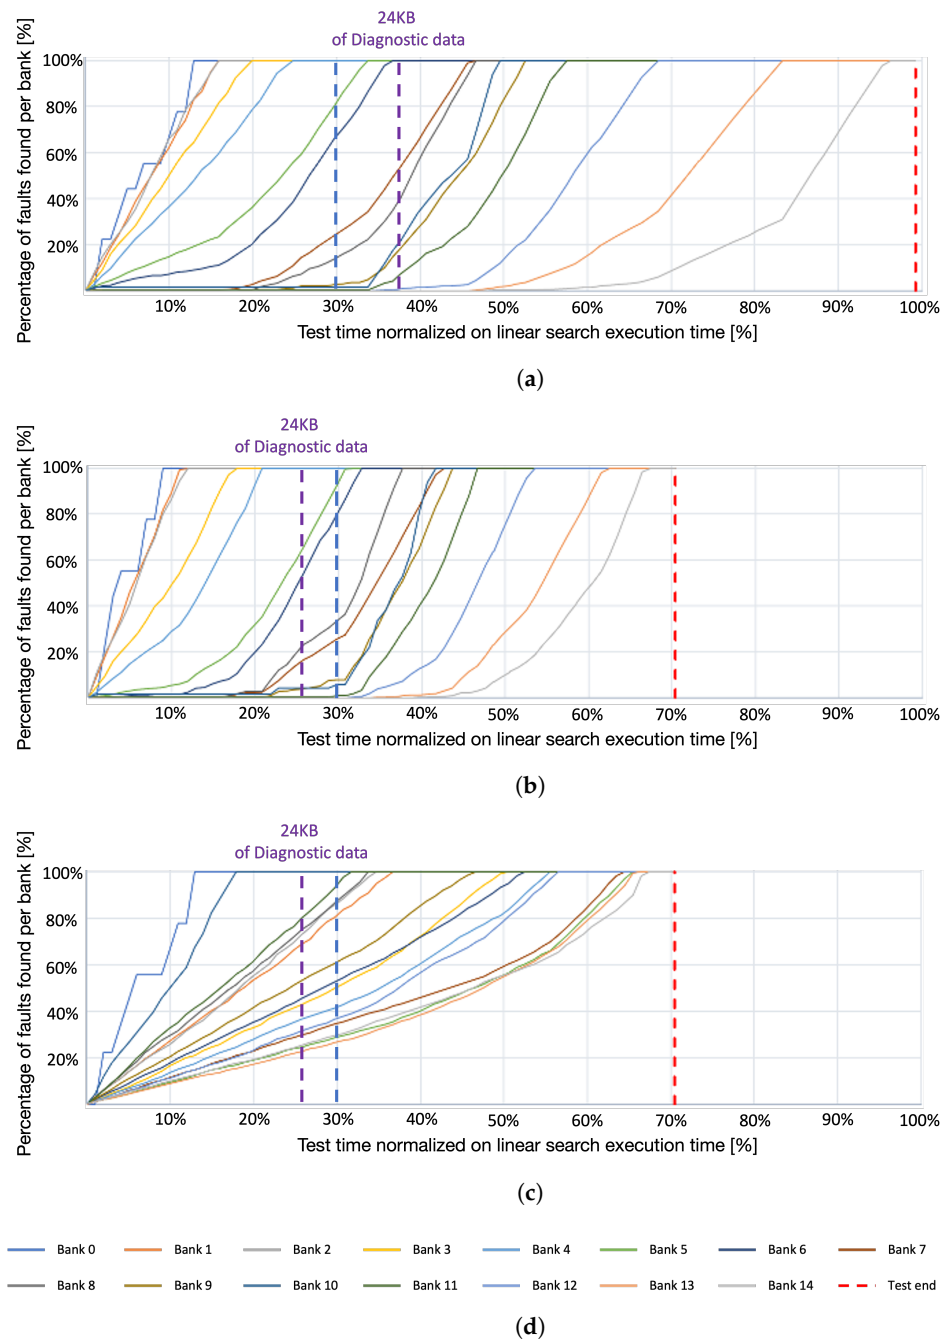 24KB
of Diagnostic data
Percentage of faults found per bank [%]
100%
80%
60%
40%
20%
10% 20% 30% 40% 50% 60% 70% 80% 90% 100%
Test time normalized on linear search execution time [%]
(a)
24KB
of Diagnostic data
Percentage of faults found per bank [%]
100%
80%
60%
40%
20%
10% 20% 30% 40% 50% 60% 70% 80% 90% 100%
Test time normalized on linear search execution time [%]
(b)
24KB
of Diagnostic data
Percentage of faults found per bank [%]
100%
80%
60%
40%
20%
10% 20% 30% 40% 50% 60% 70% 80% 90% 100%
Test time normalized on linear search execution time [%]
(c)
Bank 0 Bank 1 Bank 2 Bank 3 Bank 4 Bank 5 Bank 6 Bank 7
Bank 8 Bank 9 Bank 10 Bank 11 Bank 12 Bank 13 Bank 14 Test end
(d)